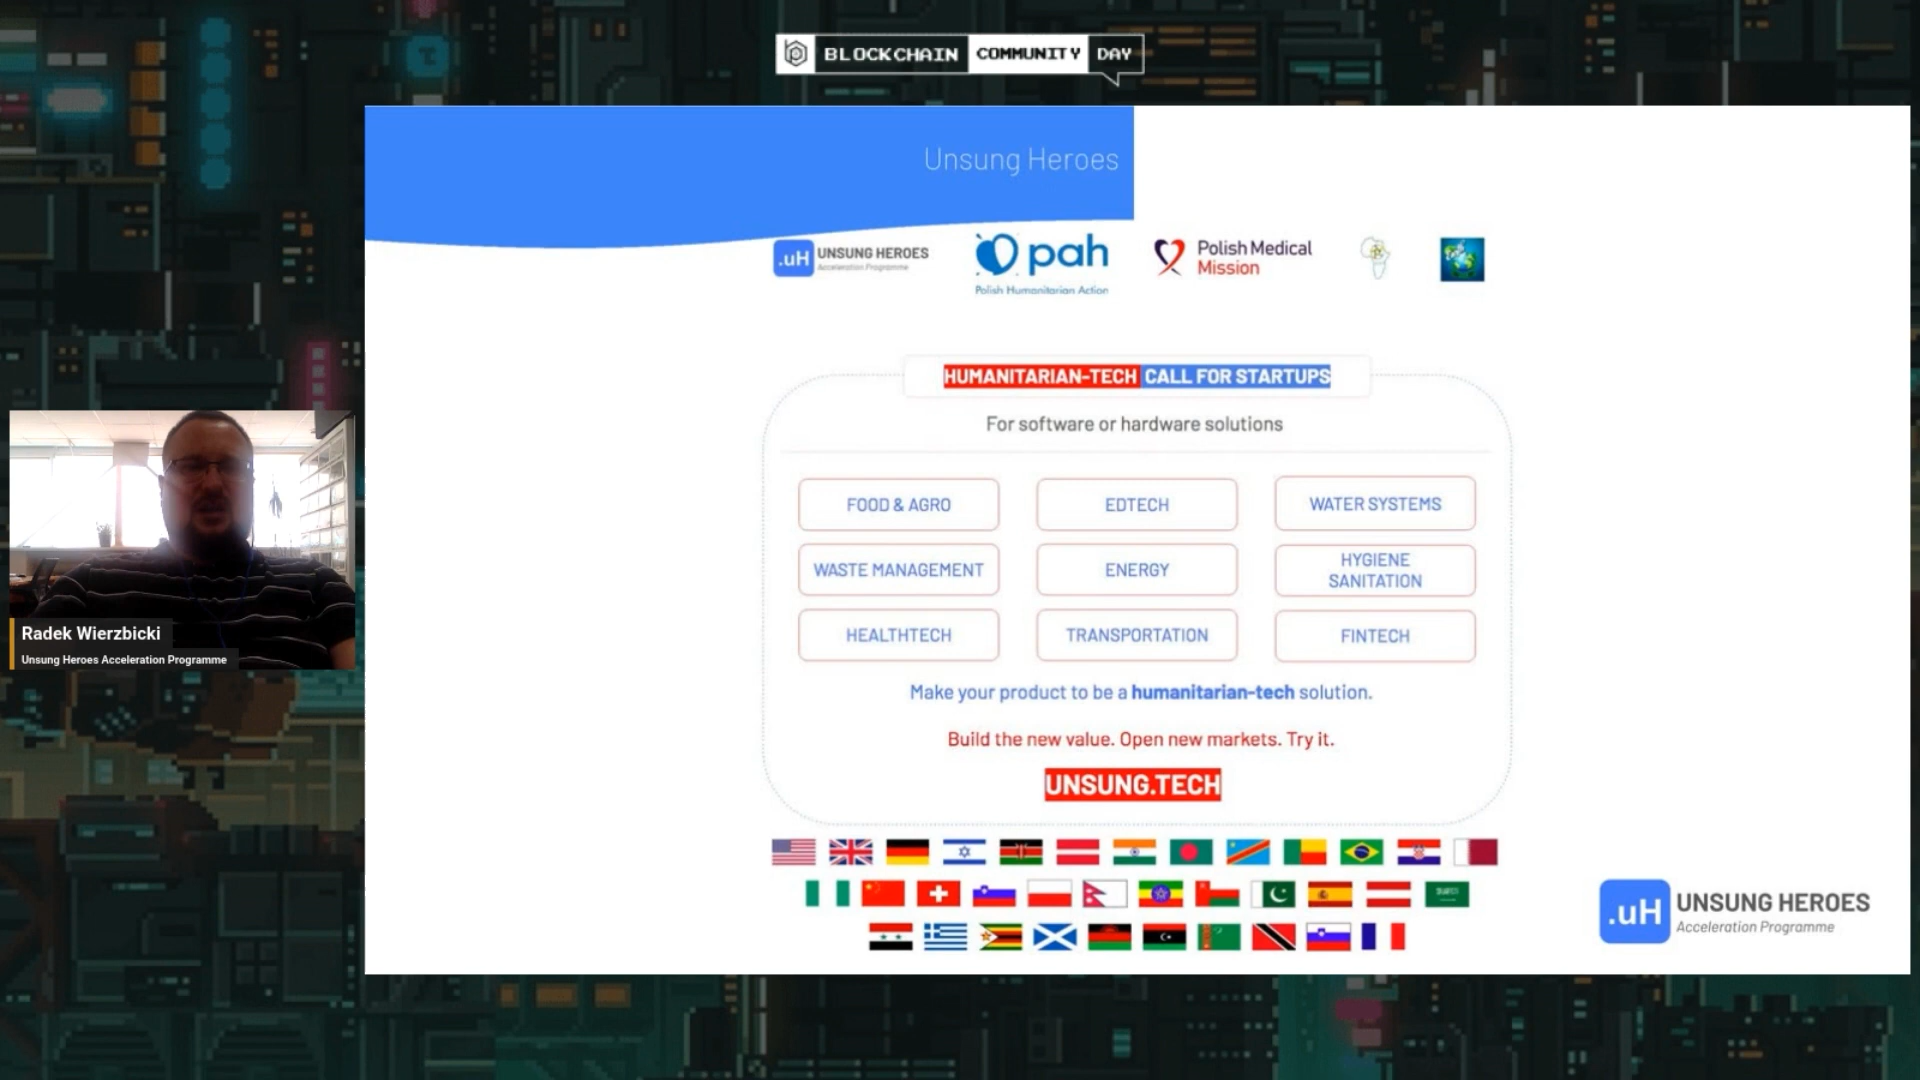 BLOCKCHAIN COMMUNITY DAY
Unsung Heroes
.uH UNSUNG HEROES
Acceleration Programme
pah
Polish Humanitarian Action
Polish Medical
Mission
HUMANITARIAN-TECH CALL FOR STARTUPS
For software or hardware solutions
FOOD & AGRO
EDTECH
WATER SYSTEMS
WASTE MANAGEMENT
ENERGY
HYGIENE
SANITATION
HEALTHTECH
TRANSPORTATION
FINTECH
Make your product to be a humanitarian-tech solution.
Build the new value. Open new markets. Try it.
UNSUNG.TECH
.uH UNSUNG HEROES
Acceleration Programme
Radek Wierzbicki
Unsung Heroes Acceleration Programme